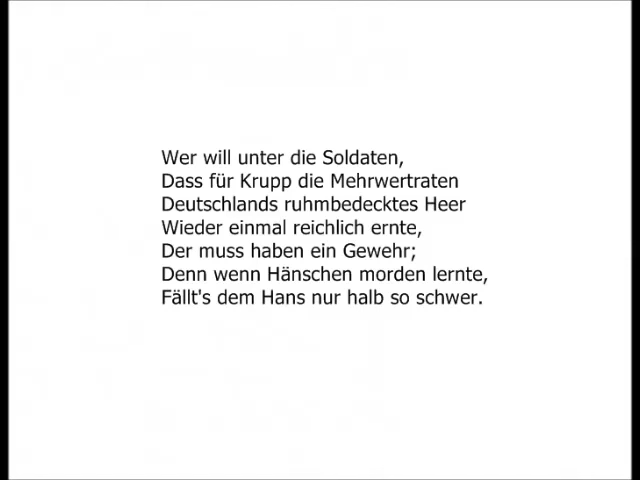 Wer will unter die Soldaten,
Dass für Krupp die Mehrwertraten
Deutschlands ruhmbedecktes Heer
Wieder einmal reichlich ernte,
Der muss haben ein Gewehr;
Denn wenn Hänschen morden lernte,
Fällt's dem Hans nur halb so schwer.